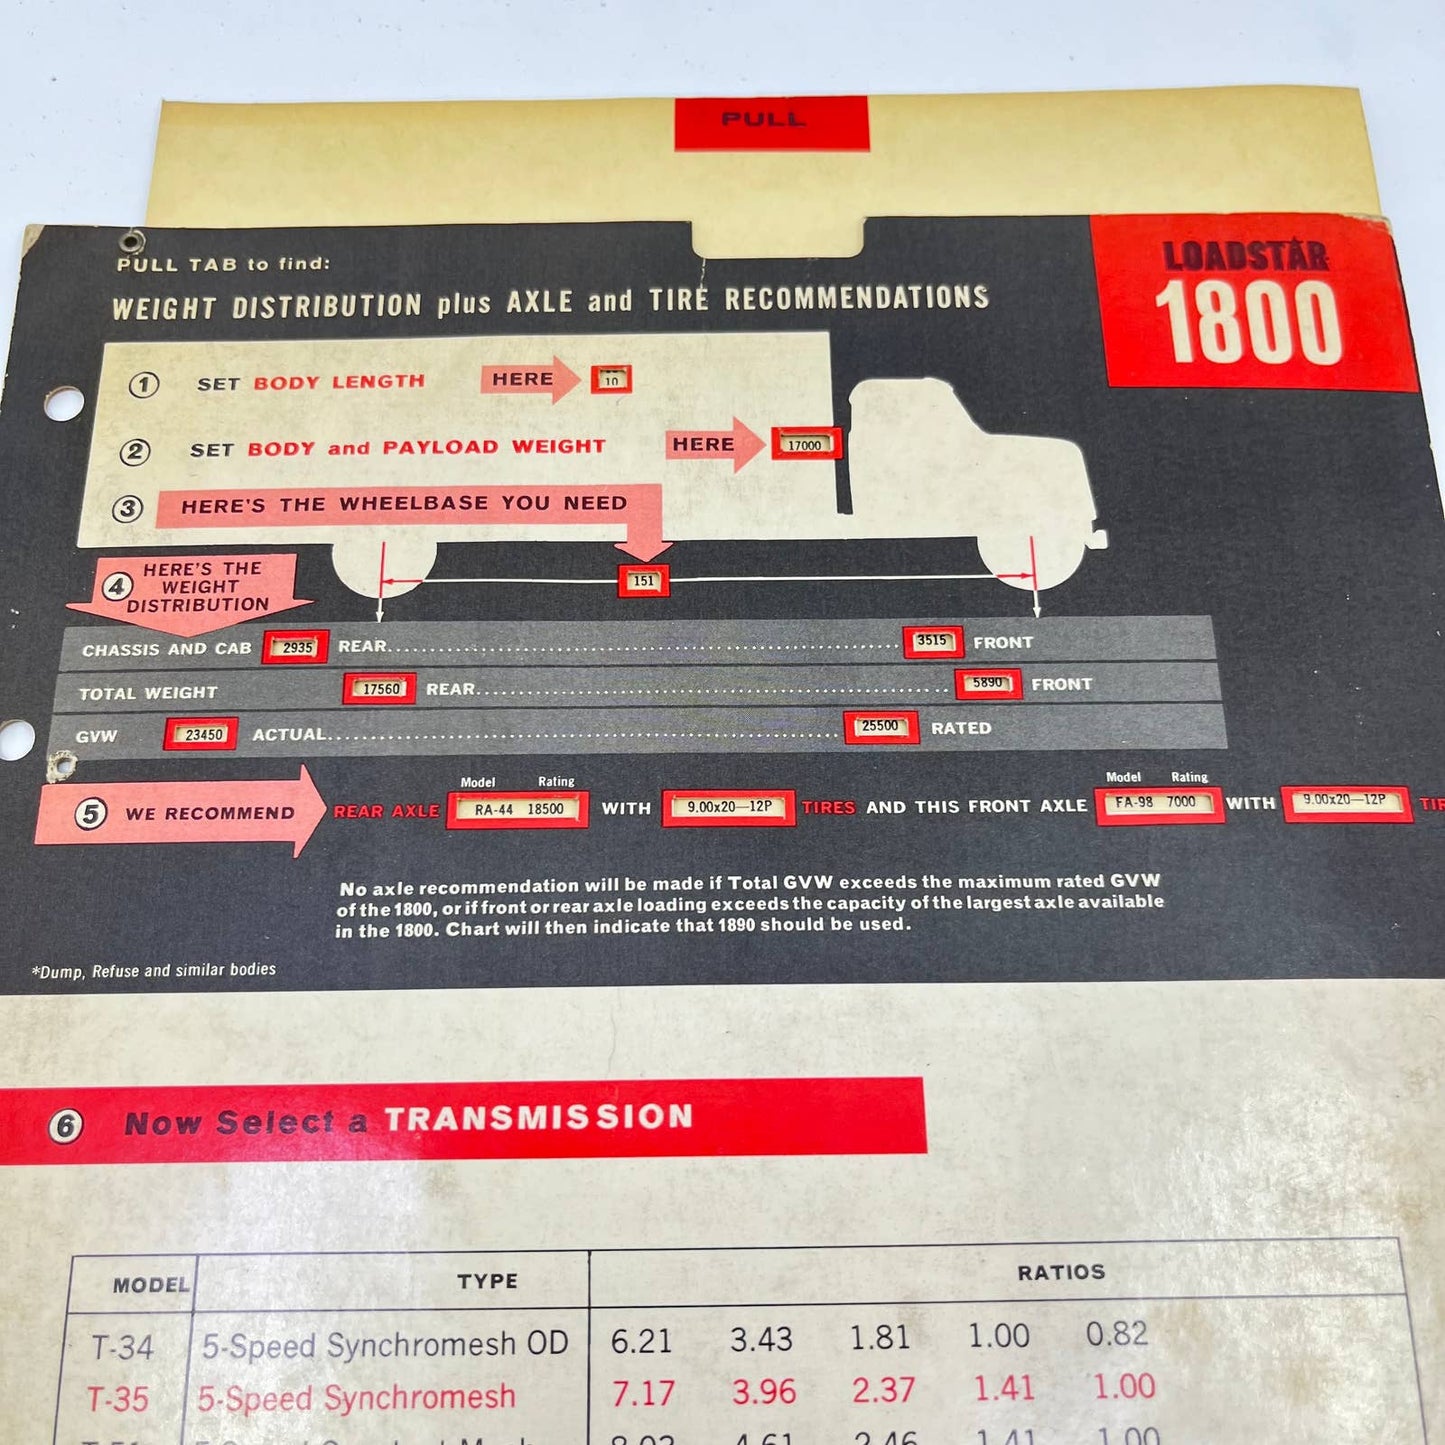 PULL
PULL TAB to find:
WEIGHT DISTRIBUTION plus AXLE and TIRE RECOMMENDATIONS
LOADSTAR
1800
1 SET BODY LENGTH HERE 10
2 SET BODY and PAYLOAD WEIGHT HERE 17000
3 HERE'S THE WHEELBASE YOU NEED
151
4 HERE'S THE
WEIGHT
DISTRIBUTION
CHASSIS AND CAB 2935 REAR 3515 FRONT
TOTAL WEIGHT 17560 REAR 5890 FRONT
GVW 23450 ACTUAL 25500 RATED
Model Rating Model Rating
5 WE RECOMMEND REAR AXLE RA-44 18500 WITH 9.00x20—12P TIRES AND THIS FRONT AXLE FA-98 7000 WITH 9.00x20—12P TIR
No axle recommendation will be made if Total GVW exceeds the maximum rated GVW
of the 1800, or if front or rear axle loading exceeds the capacity of the largest axle available
in the 1800. Chart will then indicate that 1890 should be used.
*Dump, Refuse and similar bodies
6 Now Select a TRANSMISSION
MODEL TYPE RATIOS
T-34 5-Speed Synchromesh OD 6.21 3.43 1.81 1.00 0.82
T-35 5-Speed Synchromesh 7.17 3.96 2.37 1.41 1.00
4.61 2.46 1.41 1.00